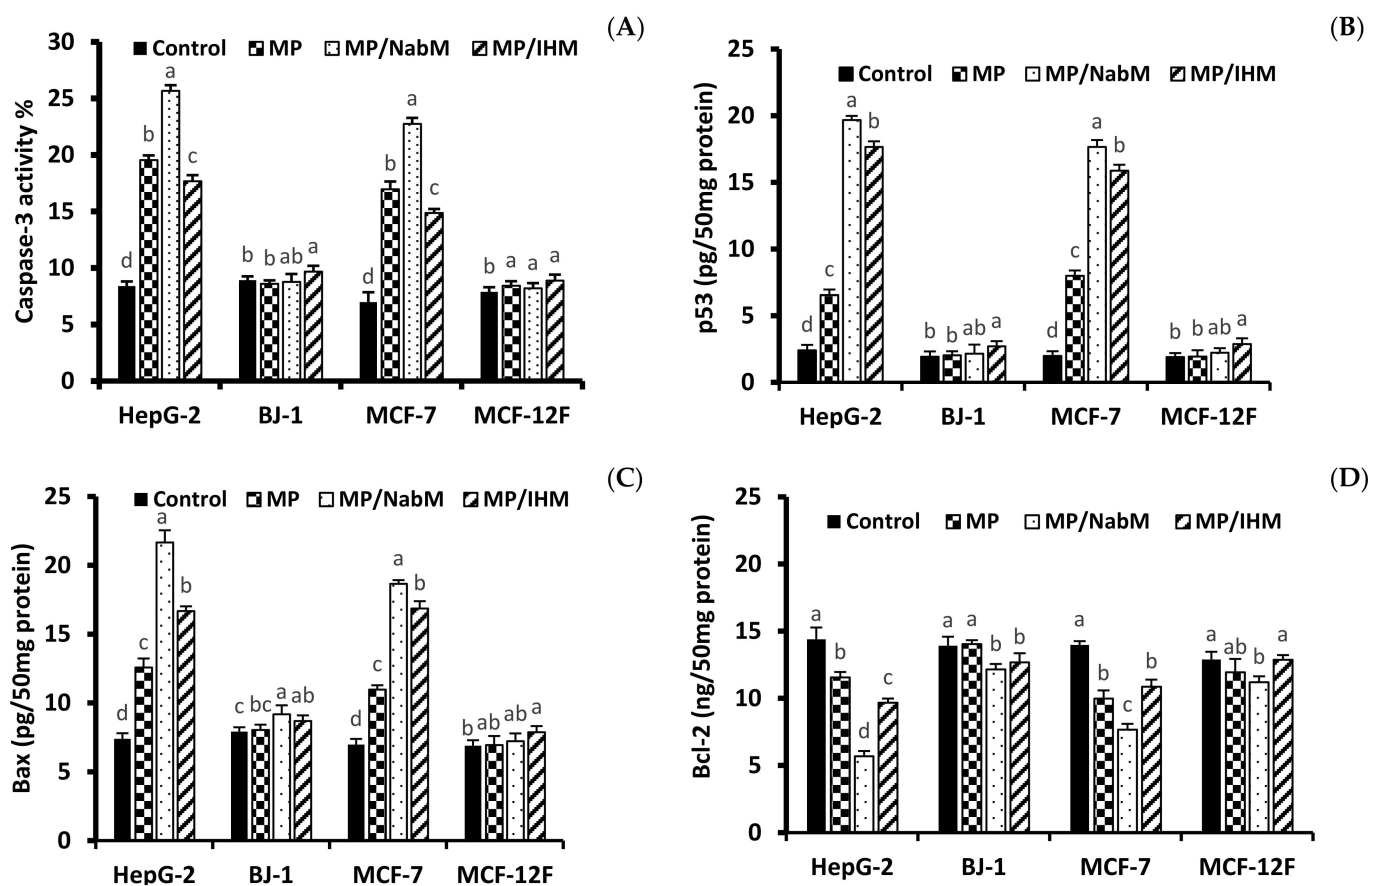 (A)
Caspase-3 activity %
Control MP MP/NabM MP/IHM
30
25
20
15
10
5
0
d b a c
b b ab a
d b a c
b a a a
HepG-2 BJ-1 MCF-7 MCF-12F
(B)
p53 (pg/50mg protein)
Control MP MP/NabM MP/IHM
25
20
15
10
5
0
d c a b
b b ab a
d c a b
b b ab a
HepG-2 BJ-1 MCF-7 MCF-12F
(C)
Bax (pg/50mg protein)
Control MP MP/NabM MP/IHM
25
20
15
10
5
0
d c a b
c bc a ab
d c a b
b ab ab a
HepG-2 BJ-1 MCF-7 MCF-12F
(D)
Bcl-2 (ng/50mg protein)
Control MP MP/NabM MP/IHM
25
20
15
10
5
0
a b d c
a a b b
a b c b
a ab b a
HepG-2 BJ-1 MCF-7 MCF-12F